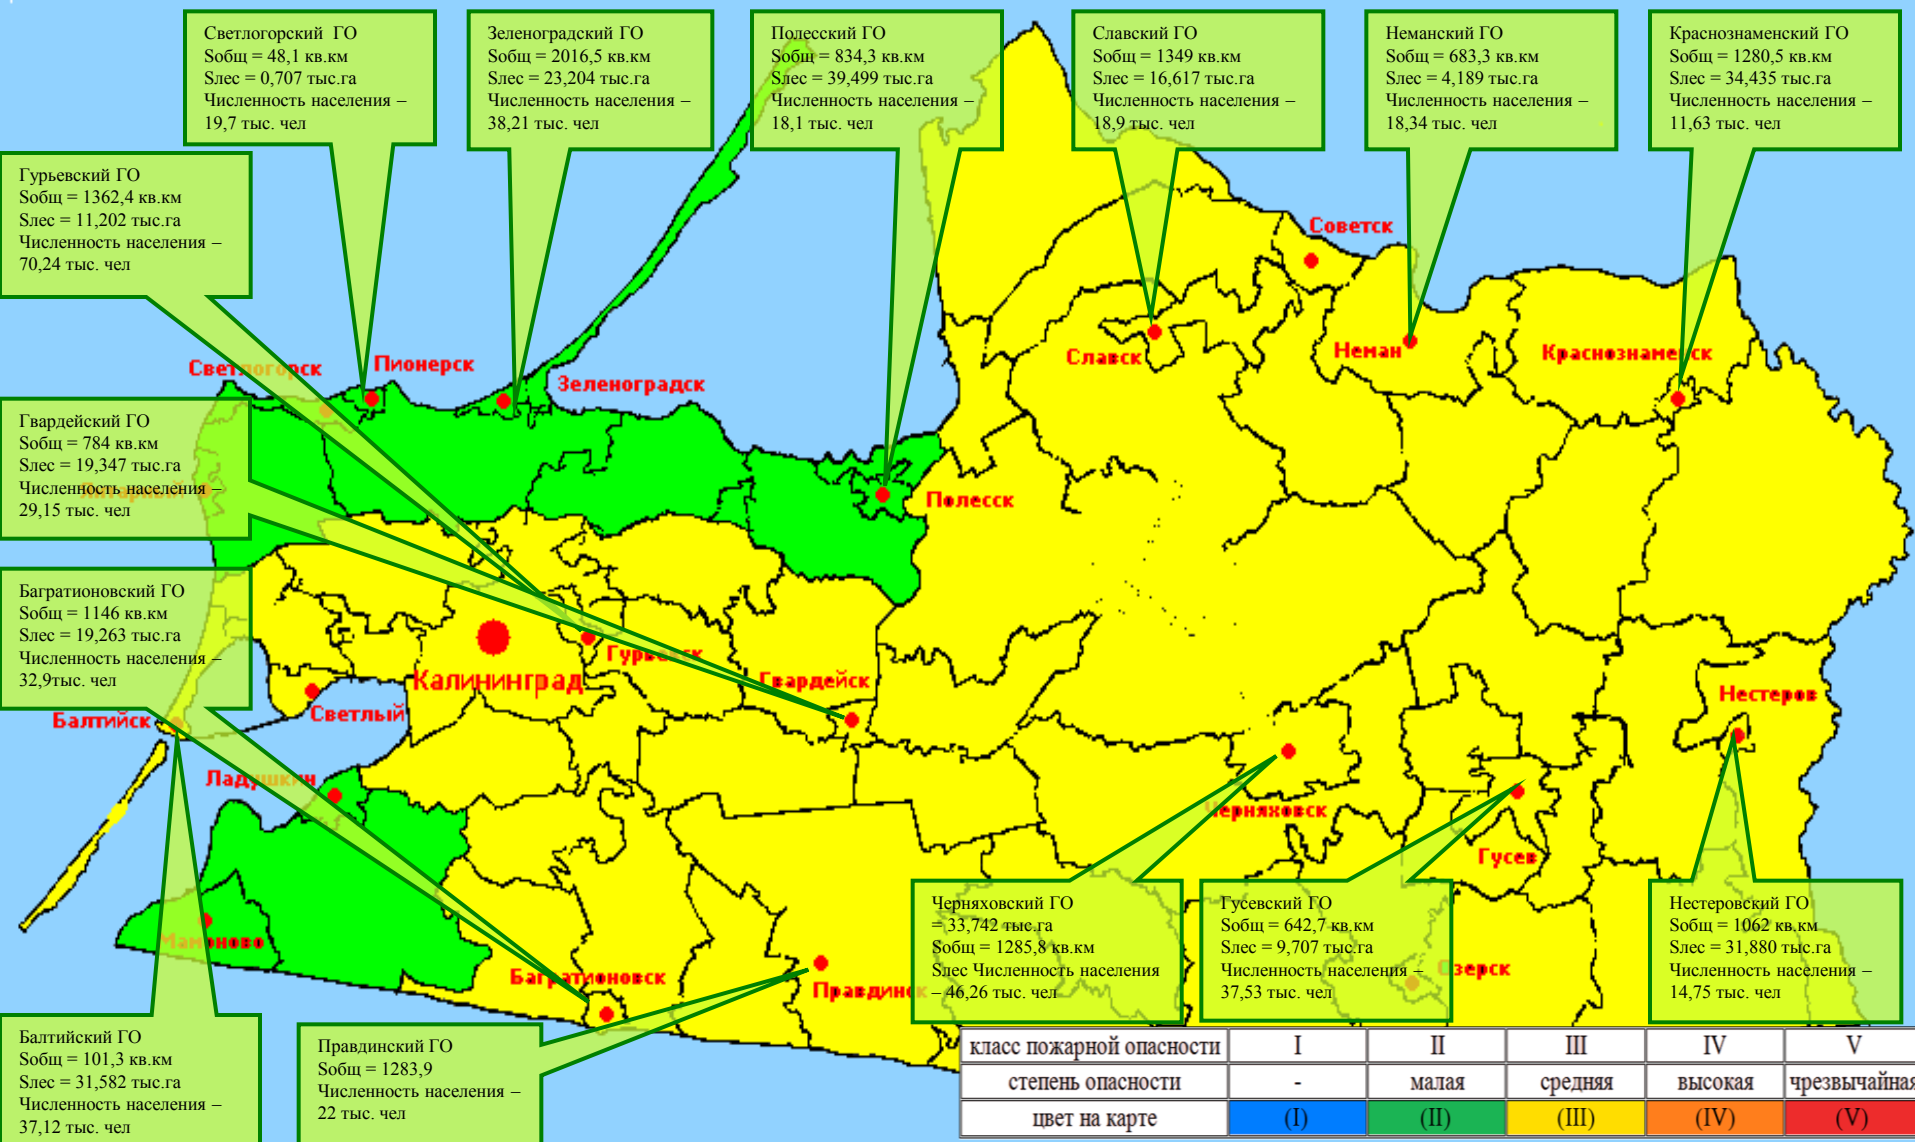 Светлогорский ГО
Sобщ = 48,1 кв.км
Sлес = 0,707 тыс.га
Численность населения –
19,7 тыс. чел
Зеленоградский ГО
Sобщ = 2016,5 кв.км
Sлес = 23,204 тыс.га
Численность населения –
38,21 тыс. чел
Полесский ГО
Sобщ = 834,3 кв.км
Sлес = 39,499 тыс.га
Численность населения –
18,1 тыс. чел
Славский ГО
Sобщ = 1349 кв.км
Sлес = 16,617 тыс.га
Численность населения –
18,9 тыс. чел
Неманский ГО
Sобщ = 683,3 кв.км
Sлес = 4,189 тыс.га
Численность населения –
18,34 тыс. чел
Краснознаменский ГО
Sобщ = 1280,5 кв.км
Sлес = 34,435 тыс.га
Численность населения –
11,63 тыс. чел
Гурьевский ГО
Sобщ = 1362,4 кв.км
Sлес = 11,202 тыс.га
Численность населения –
70,24 тыс. чел
Советск
Славск
Неман
Краснознаменск
Светлогорск
Пионерск
Зеленоградск
Гвардейский ГО
Sобщ = 784 кв.км
Sлес = 19,347 тыс.га
Численность населения –
29,15 тыс. чел
Янтарный
Полесск
Багратионовский ГО
Sобщ = 1146 кв.км
Sлес = 19,263 тыс.га
Численность населения –
32,9тыс. чел
Гурьевск
Калининград
Гвардейск
Нестеров
Балтийск
Светлый
Ладушкин
Черняховск
Гусев
Мамоново
Багратионовск
Правдинск
Озерск
Черняховский ГО
= 33,742 тыс.га
Sобщ = 1285,8 кв.км
Sлес Численность населения
– 46,26 тыс. чел
Гусевский ГО
Sобщ = 642,7 кв.км
Sлес = 9,707 тыс.га
Численность населения –
37,53 тыс. чел
Нестеровский ГО
Sобщ = 1062 кв.км
Sлес = 31,880 тыс.га
Численность населения –
14,75 тыс. чел
Балтийский ГО
Sобщ = 101,3 кв.км
Sлес = 31,582 тыс.га
Численность населения –
37,12 тыс. чел
Правдинский ГО
Sобщ = 1283,9
Численность населения –
22 тыс. чел
класс пожарной опасности I II III IV V
степень опасности - малая средняя высокая чрезвычайная
цвет на карте (I) (II) (III) (IV) (V)